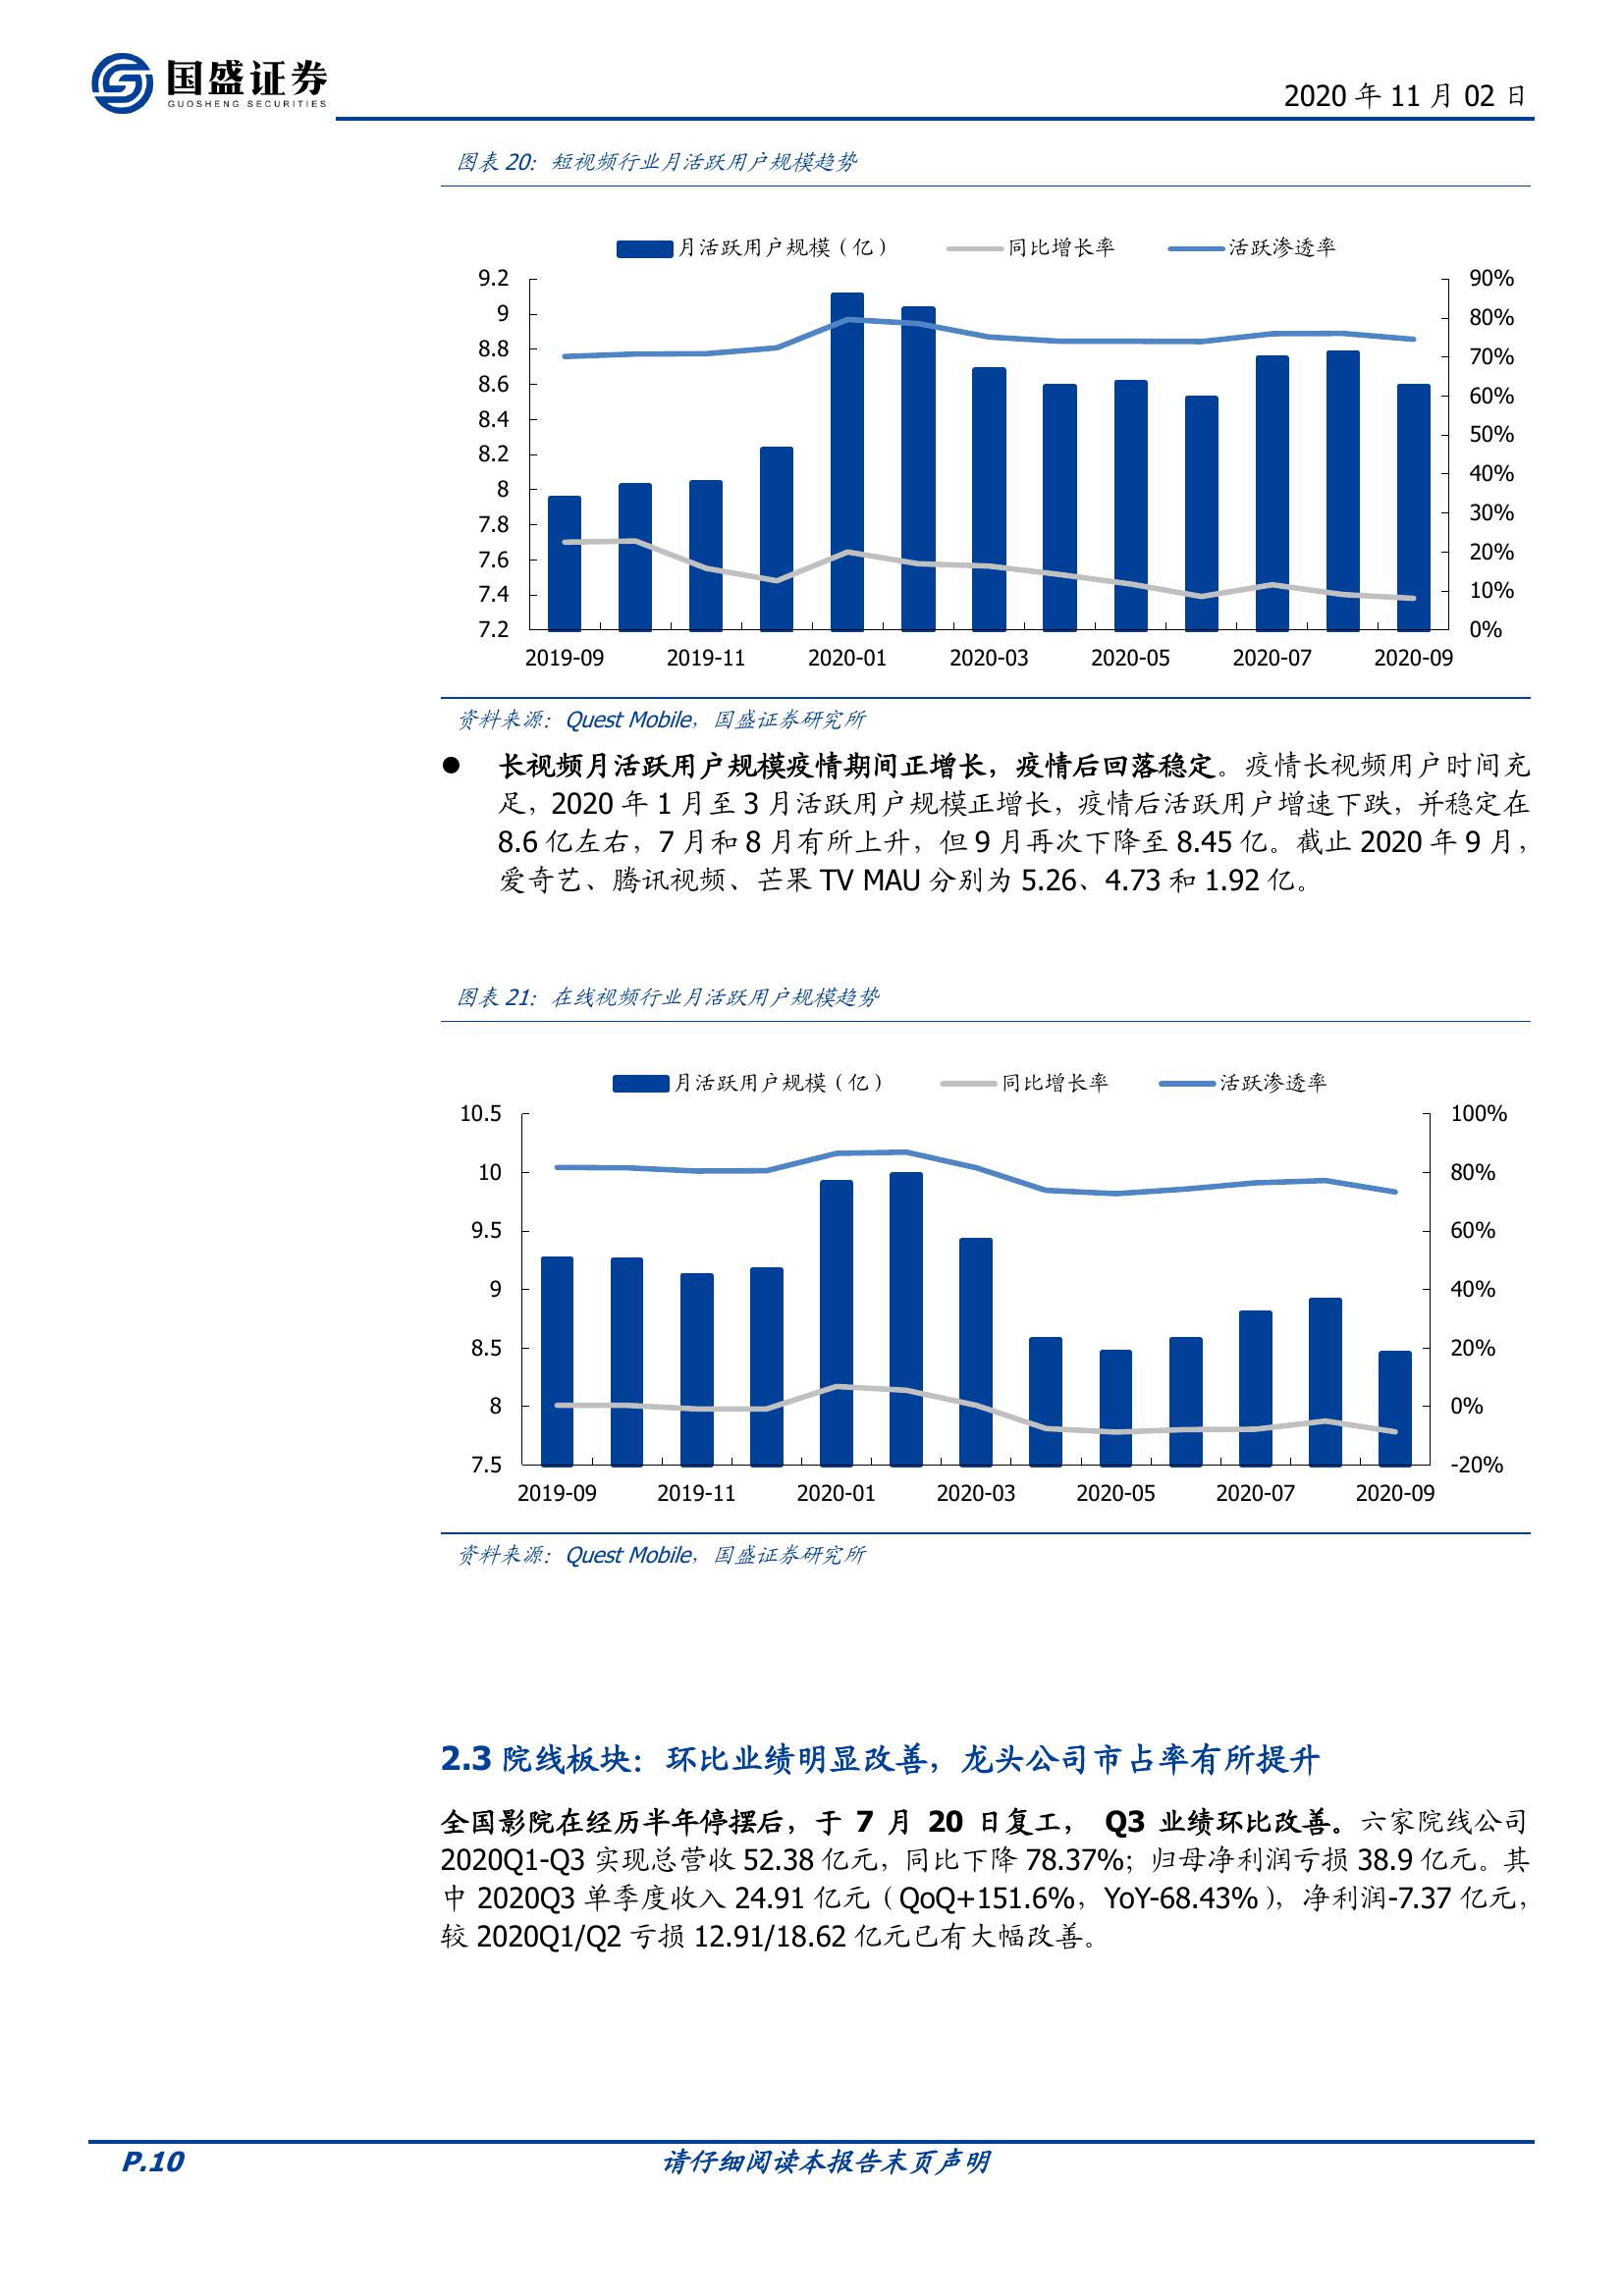 国盛证券
GUOSHENG SECURITIES
2020 年 11 月 02 日
图表 20：短视频行业月活跃用户规模趋势
月活跃用户规模（亿） 同比增长率 活跃渗透率
9.2
9
8.8
8.6
8.4
8.2
8
7.8
7.6
7.4
7.2
90%
80%
70%
60%
50%
40%
30%
20%
10%
0%
2019-09 2019-11 2020-01 2020-03 2020-05 2020-07 2020-09
资料来源：Quest Mobile，国盛证券研究所
● 长视频月活跃用户规模疫情期间正增长，疫情后回落稳定。疫情长视频用户时间充
足，2020 年 1 月至 3 月活跃用户规模正增长，疫情后活跃用户增速下跌，并稳定在
8.6 亿左右，7 月和 8 月有所上升，但 9 月再次下降至 8.45 亿。截止 2020 年 9 月，
爱奇艺、腾讯视频、芒果 TV MAU 分别为 5.26、4.73 和 1.92 亿。
图表 21：在线视频行业月活跃用户规模趋势
月活跃用户规模（亿） 同比增长率 活跃渗透率
10.5
10
9.5
9
8.5
8
7.5
100%
80%
60%
40%
20%
0%
-20%
2019-09 2019-11 2020-01 2020-03 2020-05 2020-07 2020-09
资料来源：Quest Mobile，国盛证券研究所
2.3 院线板块：环比业绩明显改善，龙头公司市占率有所提升
全国影院在经历半年停摆后，于 7 月 20 日复工， Q3 业绩环比改善。六家院线公司
2020Q1-Q3 实现总营收 52.38 亿元，同比下降 78.37%；归母净利润亏损 38.9 亿元。其
中 2020Q3 单季度收入 24.91 亿元（QoQ+151.6%，YoY-68.43%），净利润-7.37 亿元，
较 2020Q1/Q2 亏损 12.91/18.62 亿元已有大幅改善。
P.10 请仔细阅读本报告末页声明